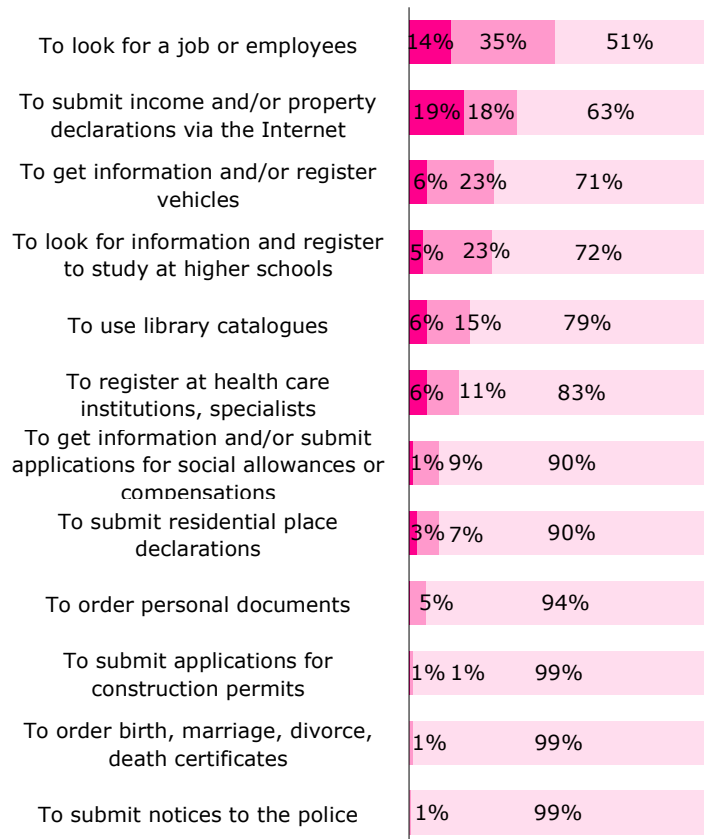 To look for a job or employees
14% 35% 51%
To submit income and/or property
declarations via the Internet
19% 18% 63%
To get information and/or register
vehicles
6% 23% 71%
To look for information and register
to study at higher schools
5% 23% 72%
To use library catalogues
6% 15% 79%
To register at health care
institutions, specialists
6% 11% 83%
To get information and/or submit
applications for social allowances or
compensations
1% 9% 90%
To submit residential place
declarations
3% 7% 90%
To order personal documents
5% 94%
To submit applications for
construction permits
1% 1% 99%
To order birth, marriage, divorce,
death certificates
1% 99%
To submit notices to the police
1% 99%